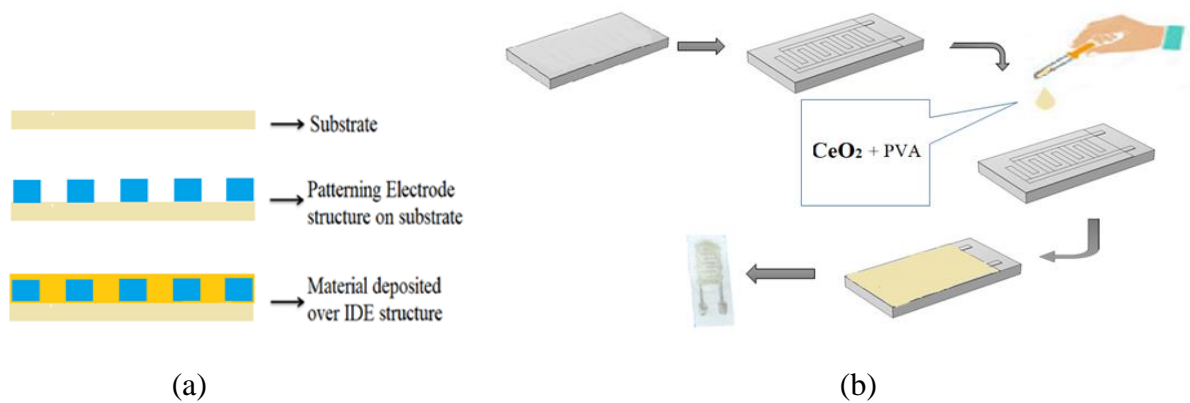 Substrate
Patterning Electrode
structure on substrate
Material deposited
over IDE structure
(a)
CeO₂ + PVA
(b)